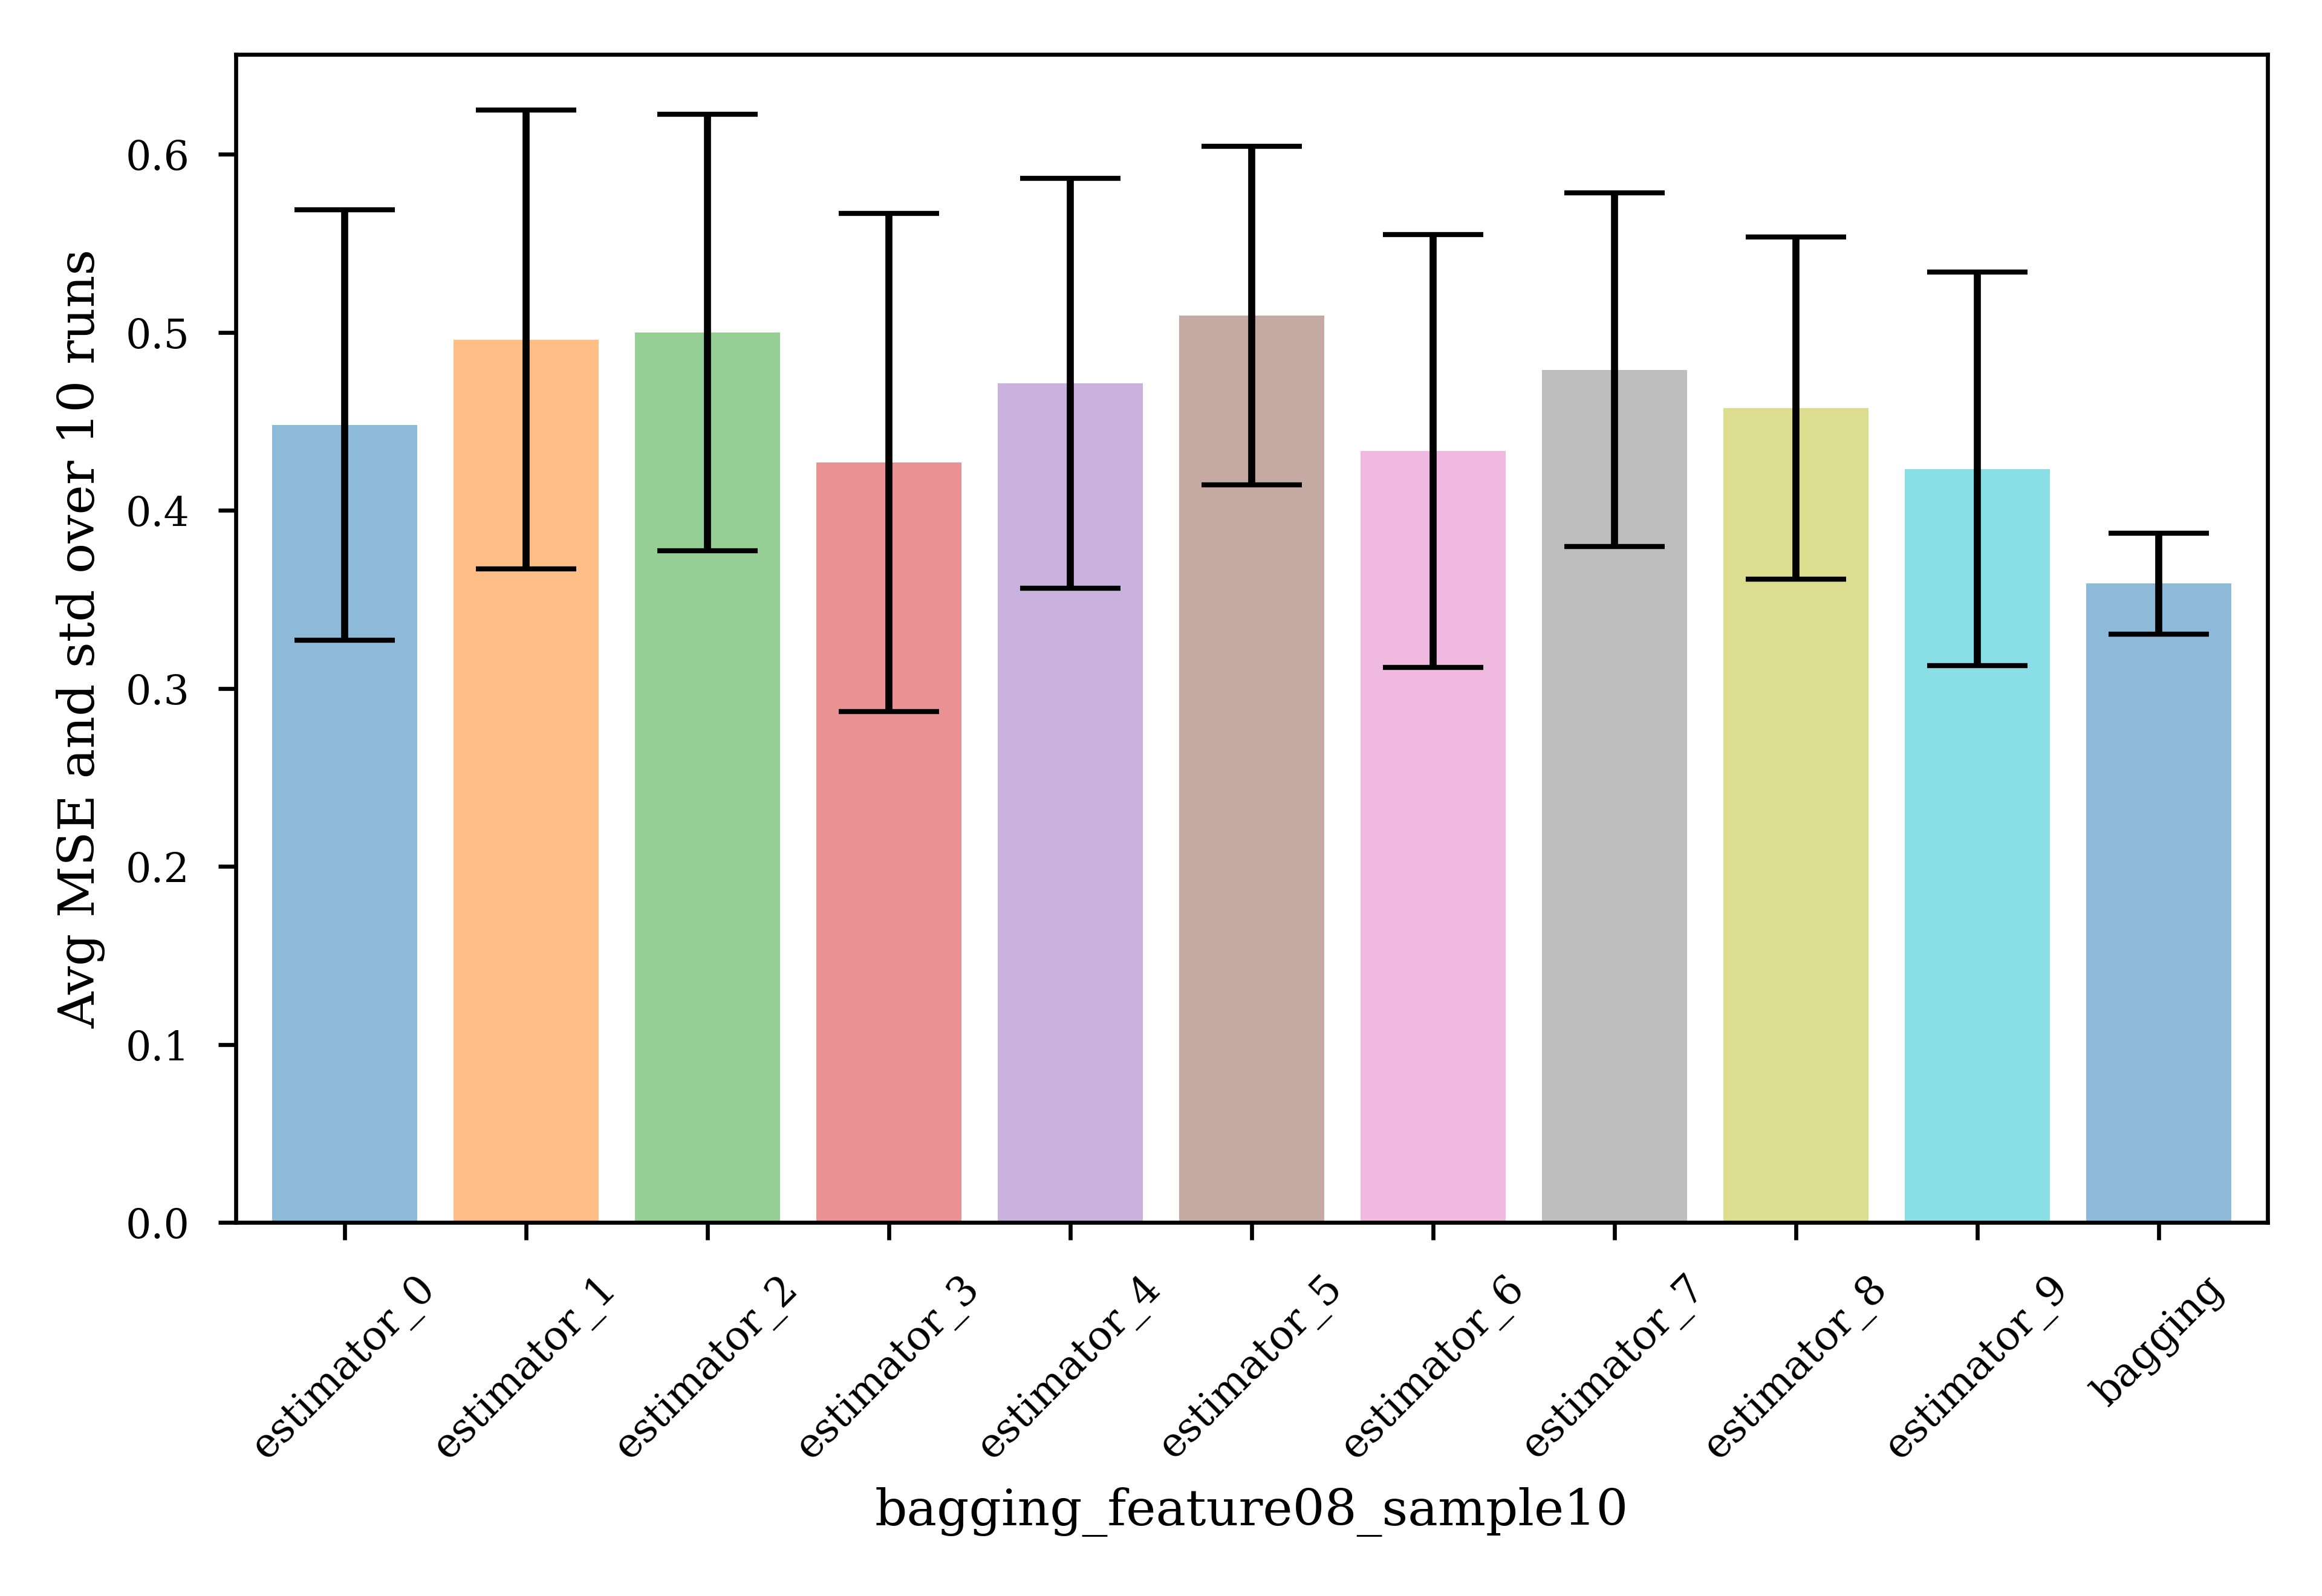 Avg MSE and std over 10 runs
0.6
0.5
0.4
0.3
0.2
0.1
0.0
estimator_0
estimator_1
estimator_2
estimator_3
estimator_4
estimator_5
estimator_6
estimator_7
estimator_8
estimator_9
bagging
bagging_feature08_sample10